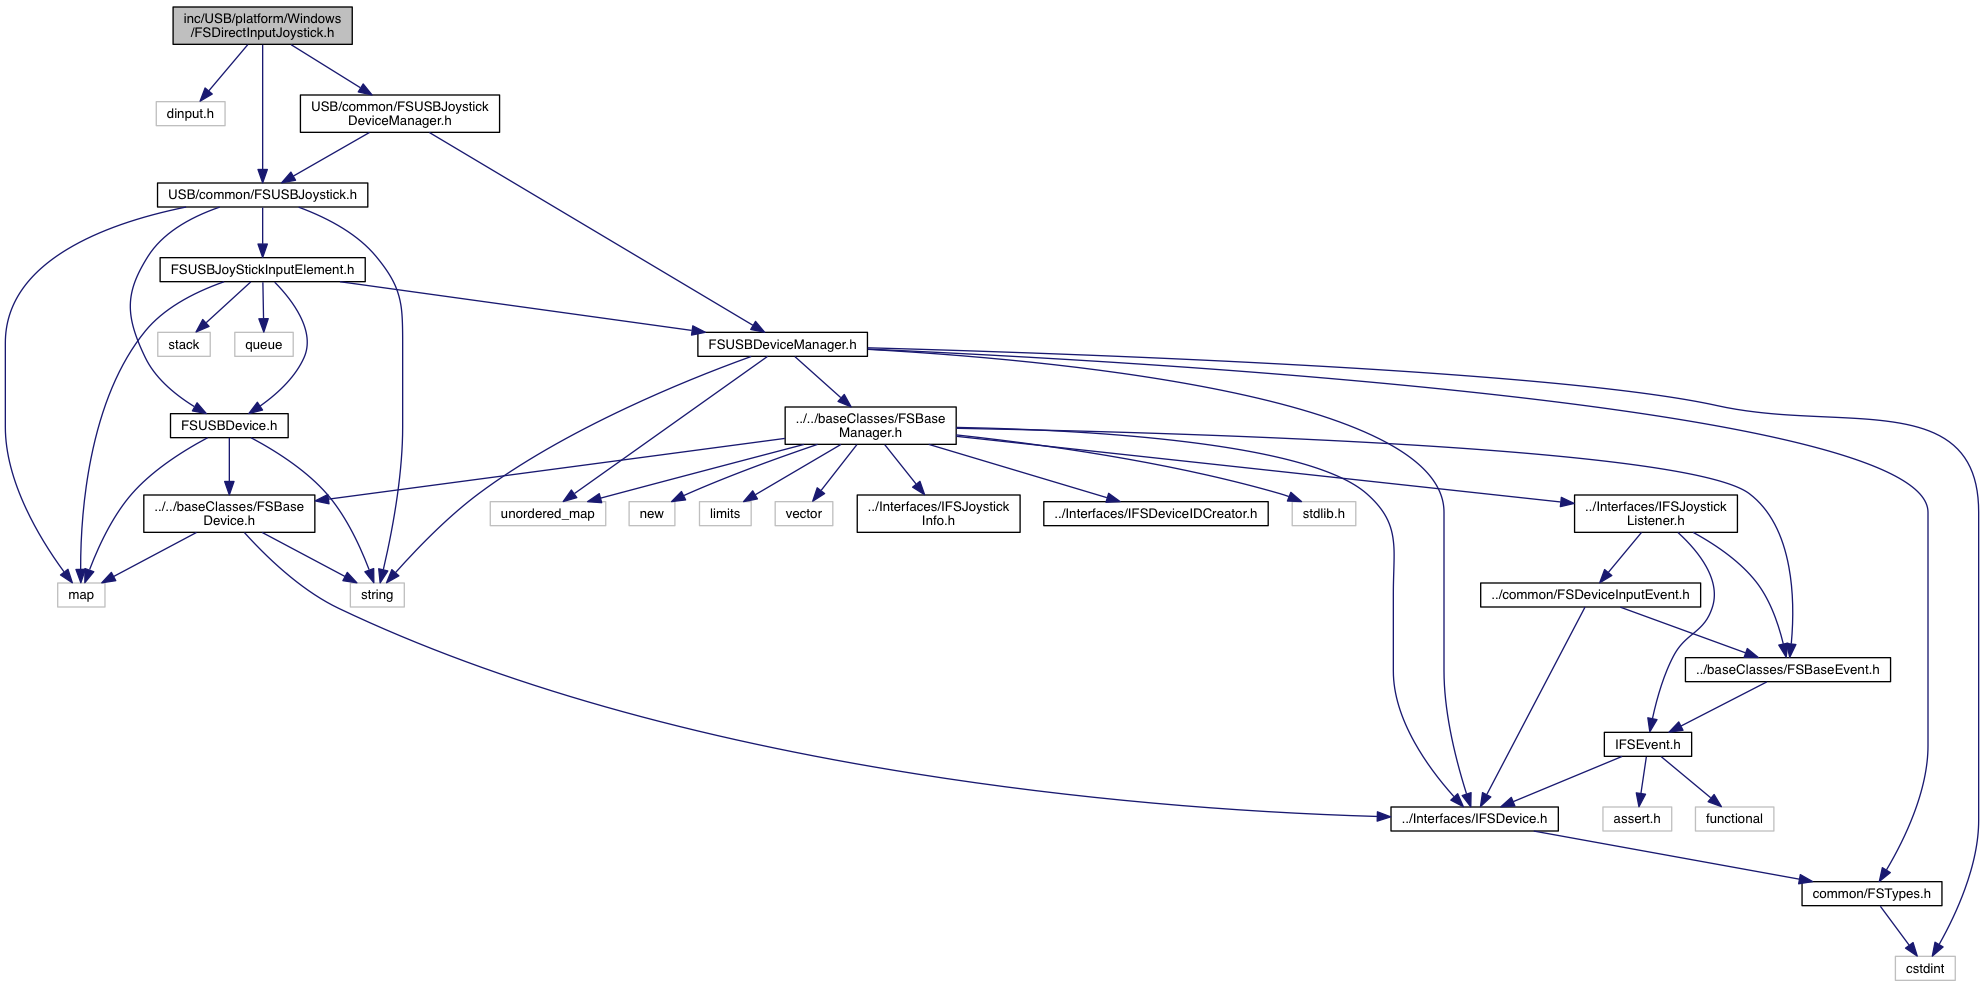 inc/USB/platform/Windows
/FSDirectInputJoystick.h
dinput.h
USB/common/FSUSBJoystick
DeviceManager.h
USB/common/FSUSBJoystick.h
FSUSBJoyStickInputElement.h
stack
queue
FSUSBDeviceManager.h
FSUSBDevice.h
../../baseClasses/FSBase
Manager.h
../../baseClasses/FSBase
Device.h
unordered_map
new
limits
vector
../Interfaces/IFSJoystick
Info.h
../Interfaces/IFSDeviceIDCreator.h
stdlib.h
../Interfaces/IFSJoystick
Listener.h
map
string
../common/FSDeviceInputEvent.h
../baseClasses/FSBaseEvent.h
IFSEvent.h
../Interfaces/IFSDevice.h
assert.h
functional
common/FSTypes.h
cstdint